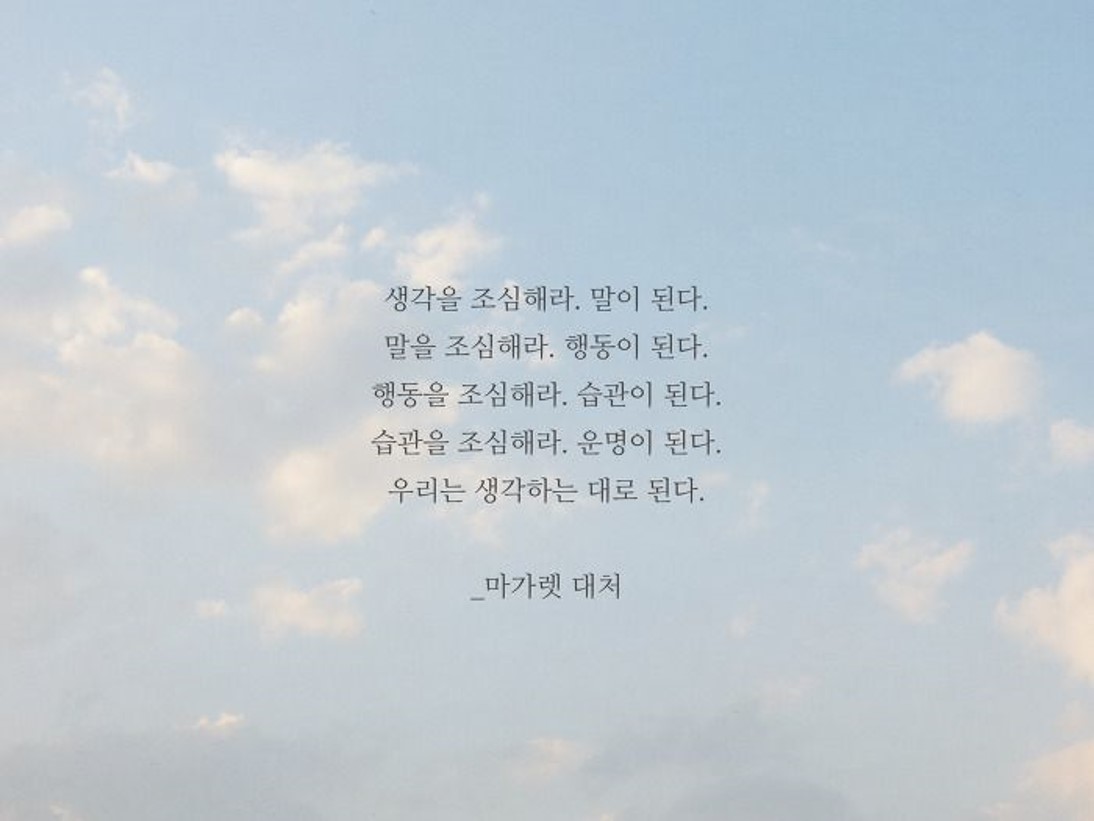 생각을 조심해라. 말이 된다.
말을 조심해라. 행동이 된다.
행동을 조심해라. 습관이 된다.
습관을 조심해라. 운명이 된다.
우리는 생각하는 대로 된다.
_마가렛 대처